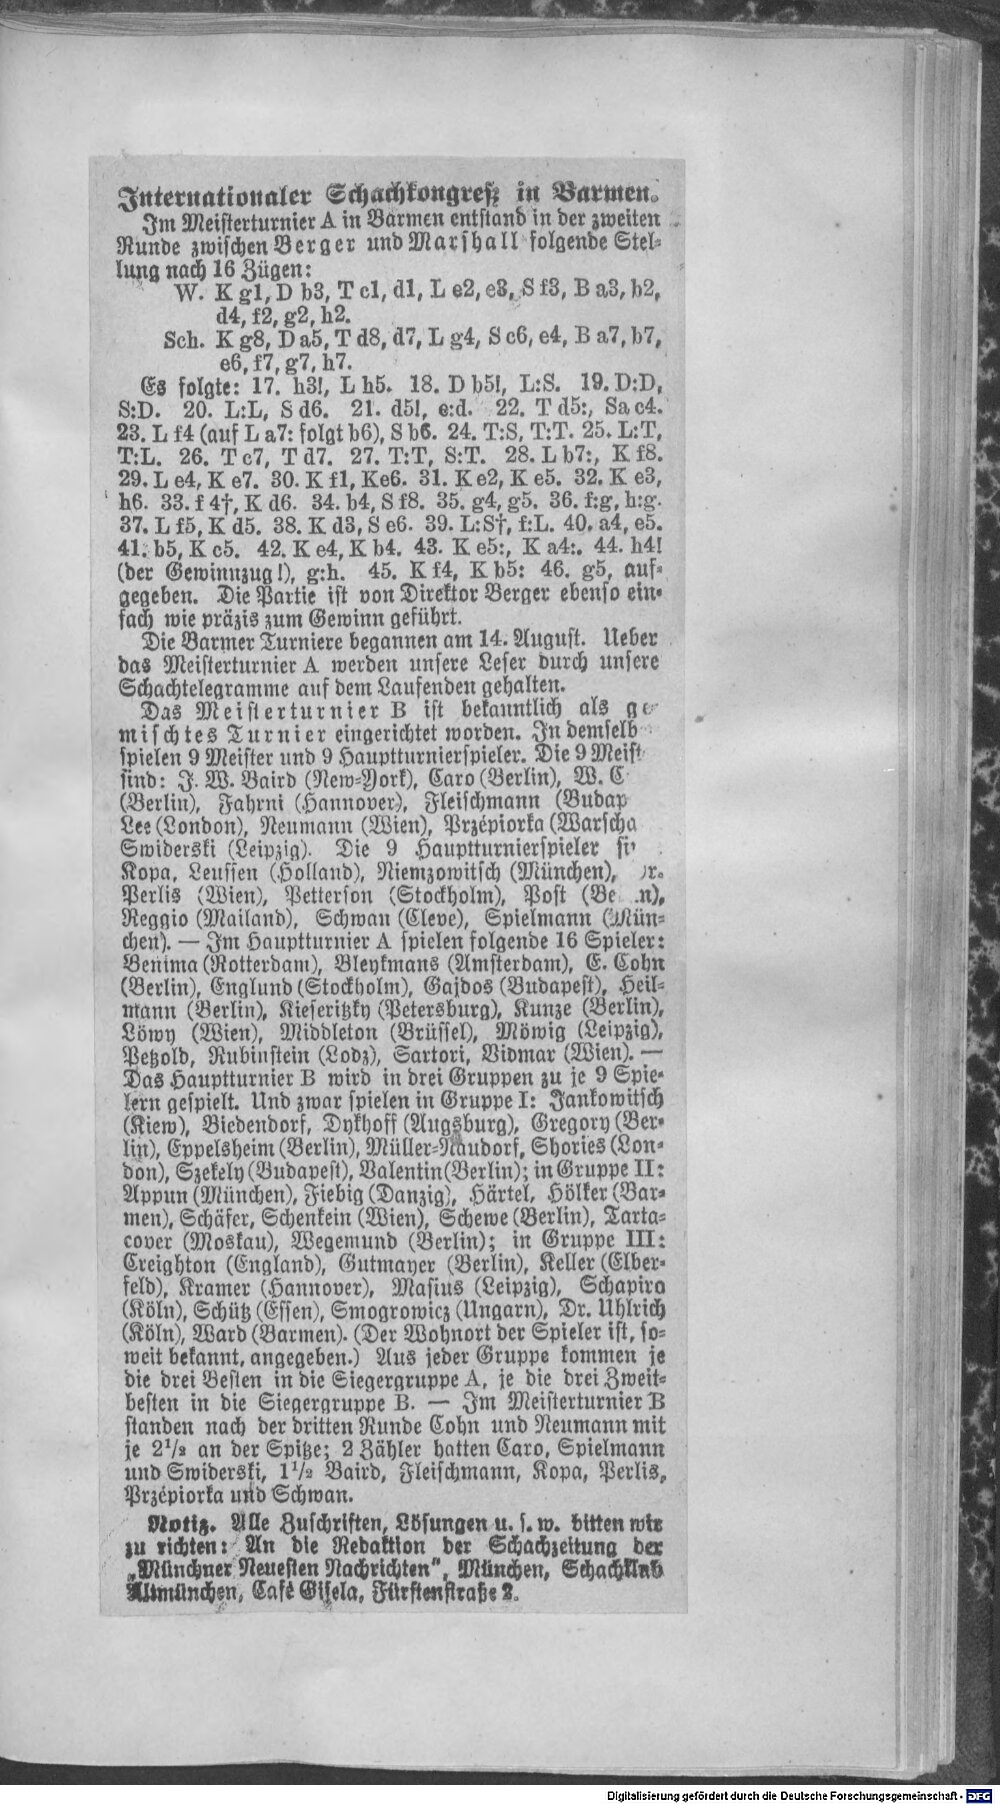 Internationaler Schachkongreß in Barmen.
Im Meisterturnier A in Barmen entstand in der zweiten
Runde zwischen Berger und Marshall folgende Stel-
lung nach 16 Zügen:
W. K g1, D b3, T c1, d1, L e2, e3, S f3, B a3, b2,
d4, f2, g2, h2.
Sch. K g8, D a5, T d8, d7, L g4, S c6, e4, B a7, b7,
e6, f7, g7, h7.
Es folgte: 17. h3!, L h5. 18. D b5!, L:S. 19. D:D,
S:D. 20. L:L, S d6. 21. d5!, e:d. 22. T d5:, Sa c4.
23. L f4 (auf L a7: folgt b6), S b6. 24. T:S, T:T. 25. L:T,
T:L. 26. T c7, T d7. 27. T:T, S:T. 28. L b7:, K f8.
29. L e4, K e7. 30. K f1, Ke6. 31. K e2, K e5. 32. K e3,
h6. 33. f 4†, K d6. 34. b4, S f8. 35. g4, g5. 36. f:g, h:g.
37. L f5, K d5. 38. K d3, S e6. 39. L:S†, f:L. 40. a4, e5.
41. b5, K c5. 42. K e4, K b4. 43. K e5:, K a4:. 44. h4!
(der Gewinnzug!), g:h. 45. K f4, K b5: 46. g5, auf-
gegeben. Die Partie ist von Direktor Berger ebenso ein-
fach wie präzis zum Gewinn geführt.
Die Barmer Turniere begannen am 14. August. Ueber
das Meisterturnier A werden unsere Leser durch unsere
Schachtelegramme auf dem Laufenden gehalten.
Das Meisterturnier B ist bekanntlich als ge
mischtes Turnier eingerichtet worden. In demselb
spielen 9 Meister und 9 Hauptturnierspieler. Die 9 Meist
sind: J. W. Baird (New-York), Caro (Berlin), W. C
(Berlin), Fahrni (Hannover), Fleischmann (Budap
Lee (London), Neumann (Wien), Przépiorka (Warscha
Swiderski (Leipzig). Die 9 Hauptturnierspieler si
Kopa, Leussen (Holland), Niemzowitsch (München), r.
Perlis (Wien), Petterson (Stockholm), Post (Be n),
Reggio (Mailand), Schwan (Cleve), Spielmann (Mün-
chen). — Im Hauptturnier A spielen folgende 16 Spieler:
Benima (Rotterdam), Bleykmans (Amsterdam), E. Cohn
(Berlin), Englund (Stockholm), Gajdos (Budapest), Heil-
mann (Berlin), Kieseritzky (Petersburg), Kunze (Berlin),
Löwy (Wien), Middleton (Brüssel), Möwig (Leipzig),
Petzold, Rubinstein (Lodz), Sartori, Vidmar (Wien). —
Das Hauptturnier B wird in drei Gruppen zu je 9 Spie-
lern gespielt. Und zwar spielen in Gruppe I: Jankowitsch
(Kiew), Biedendorf, Dykhoff (Augsburg), Gregory (Ber-
lin), Eppelsheim (Berlin), Müller-Naudorf, Shories (Lon-
don), Szekely (Budapest), Valentin (Berlin); in Gruppe II:
Appun (München), Fiebig (Danzig), Härtel, Hölker (Bar-
men), Schäfer, Schenkein (Wien), Schewe (Berlin), Tarta-
cover (Moskau), Wegemund (Berlin); in Gruppe III:
Creighton (England), Gutmayer (Berlin), Keller (Elber-
feld), Kramer (Hannover), Masius (Leipzig), Schapiro
(Köln), Schütz (Essen), Smogrowicz (Ungarn), Dr. Uhlrich
(Köln), Ward (Barmen). (Der Wohnort der Spieler ist, so-
weit bekannt, angegeben.) Aus jeder Gruppe kommen je
die drei Besten in die Siegergruppe A, je die drei Zweit-
besten in die Siegergruppe B. — Im Meisterturnier B
standen nach der dritten Runde Cohn und Neumann mit
je 2½ an der Spitze; 2 Zähler hatten Caro, Spielmann
und Swiderski, 1½ Baird, Fleischmann, Kopa, Perlis,
Przépiorka und Schwan.
Notiz. Alle Zuschriften, Lösungen u. s. w. bitten wir
zu richten: An die Redaktion der Schachzeitung der
„Münchner Neuesten Nachrichten", München, Schachklub
Altmünchen, Café Gisela, Fürstenstraße 2.
Digitalisierung gefördert durch die Deutsche Forschungsgemeinschaft - DFG